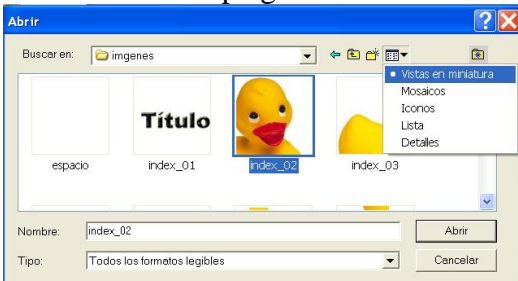 Abrir
Buscar en: imgenes
Vistas en miniatura
Mosaicos
Iconos
Lista
Detalles
Título
espacio index_01 index_02 index_03
Nombre: index_02 Abrir
Tipo: Todos los formatos legibles Cancelar